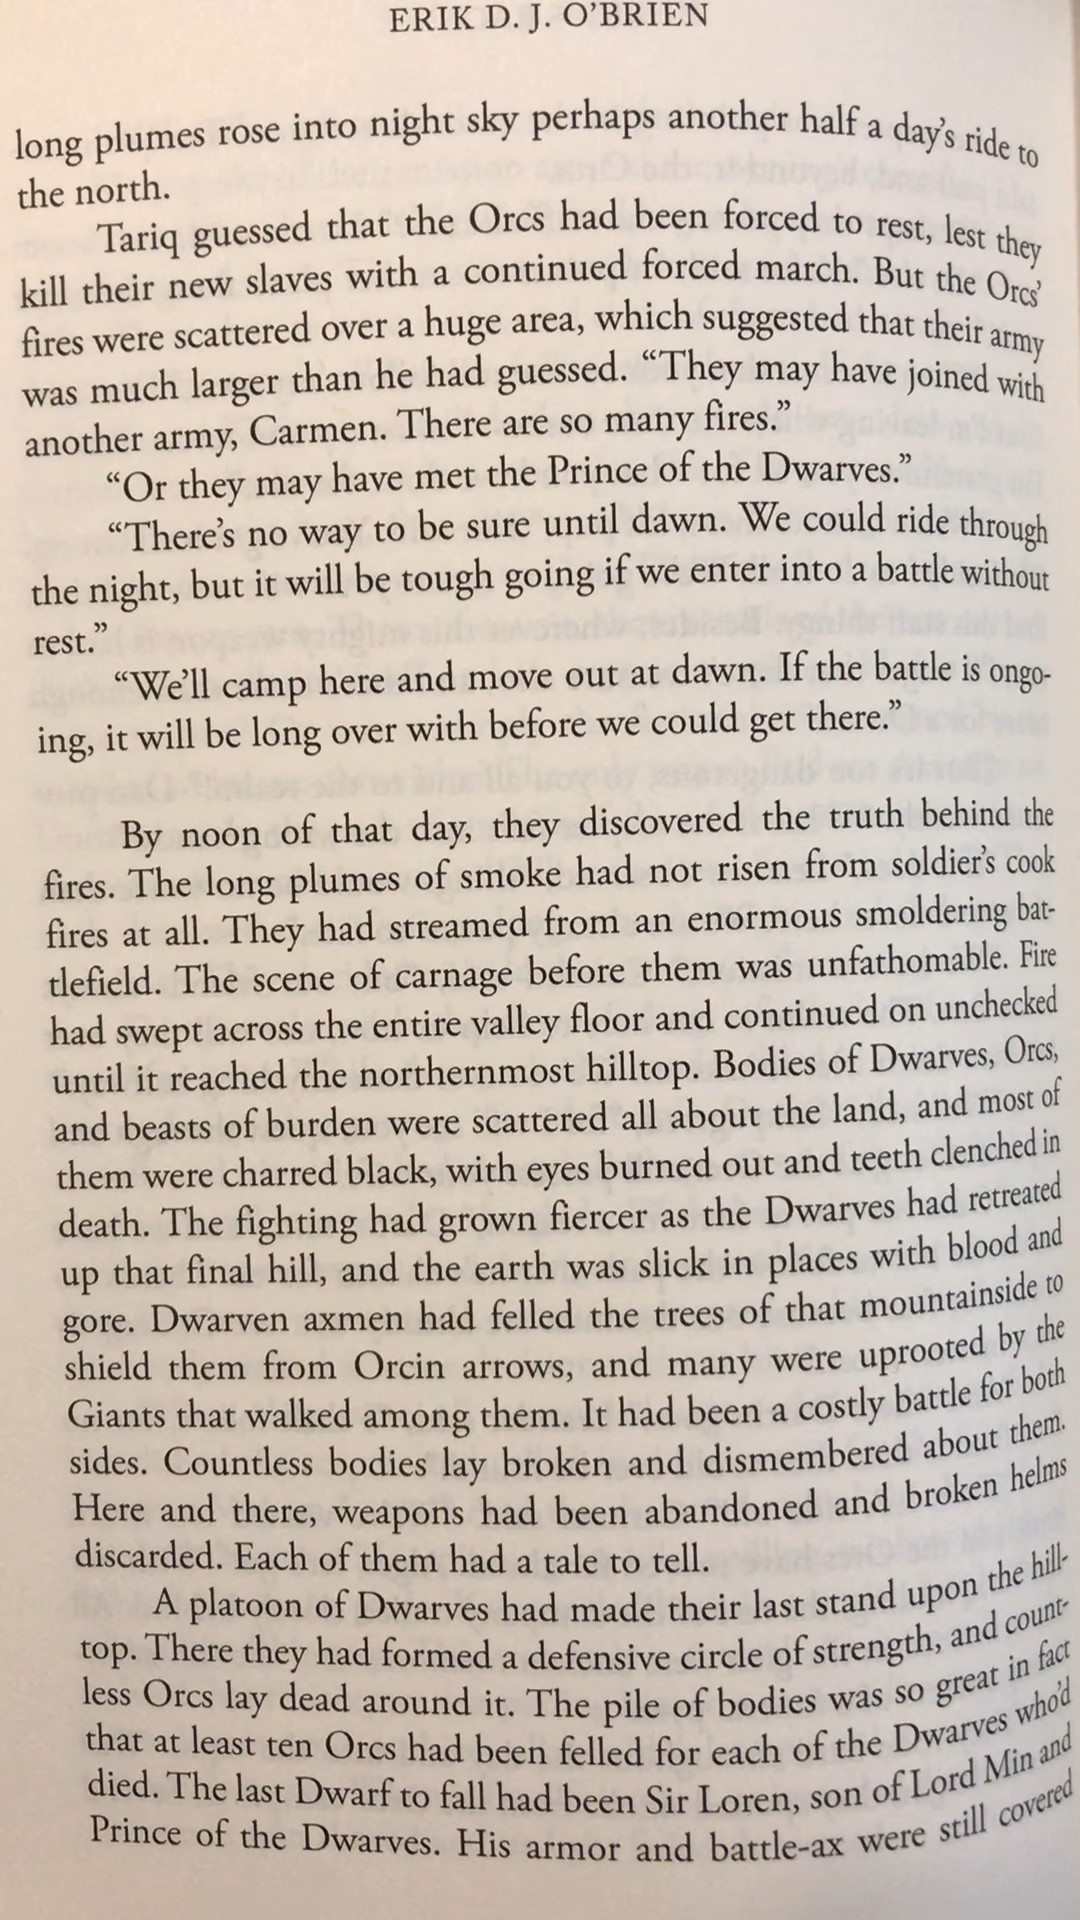 ERIK D. J. O’BRIEN
long plumes rose into night sky perhaps another half a day’s ride to
the north.
Tariq guessed that the Orcs had been forced to rest, lest they
kill their new slaves with a continued forced march. But the Orcs’
fires were scattered over a huge area, which suggested that their army
was much larger than he had guessed. “They may have joined with
another army, Carmen. There are so many fires.”
“Or they may have met the Prince of the Dwarves.”
“There’s no way to be sure until dawn. We could ride through
the night, but it will be tough going if we enter into a battle without
rest.”
“We’ll camp here and move out at dawn. If the battle is ongo-
ing, it will be long over with before we could get there.”
By noon of that day, they discovered the truth behind the
fires. The long plumes of smoke had not risen from soldier’s cook
fires at all. They had streamed from an enormous smoldering bat-
tlefield. The scene of carnage before them was unfathomable. Fire
had swept across the entire valley floor and continued on unchecked
until it reached the northernmost hilltop. Bodies of Dwarves, Orcs,
and beasts of burden were scattered all about the land, and most of
them were charred black, with eyes burned out and teeth clenched in
death. The fighting had grown fiercer as the Dwarves had retreated
up that final hill, and the earth was slick in places with blood and
gore. Dwarven axmen had felled the trees of that mountainside to
shield them from Orcin arrows, and many were uprooted by the
Giants that walked among them. It had been a costly battle for both
sides. Countless bodies lay broken and dismembered about them.
Here and there, weapons had been abandoned and broken helms
discarded. Each of them had a tale to tell.
A platoon of Dwarves had made their last stand upon the hill-
top. There they had formed a defensive circle of strength, and count-
less Orcs lay dead around it. The pile of bodies was so great in fact
that at least ten Orcs had been felled for each of the Dwarves who’d
died. The last Dwarf to fall had been Sir Loren, son of Lord Min and
Prince of the Dwarves. His armor and battle-ax were still covered